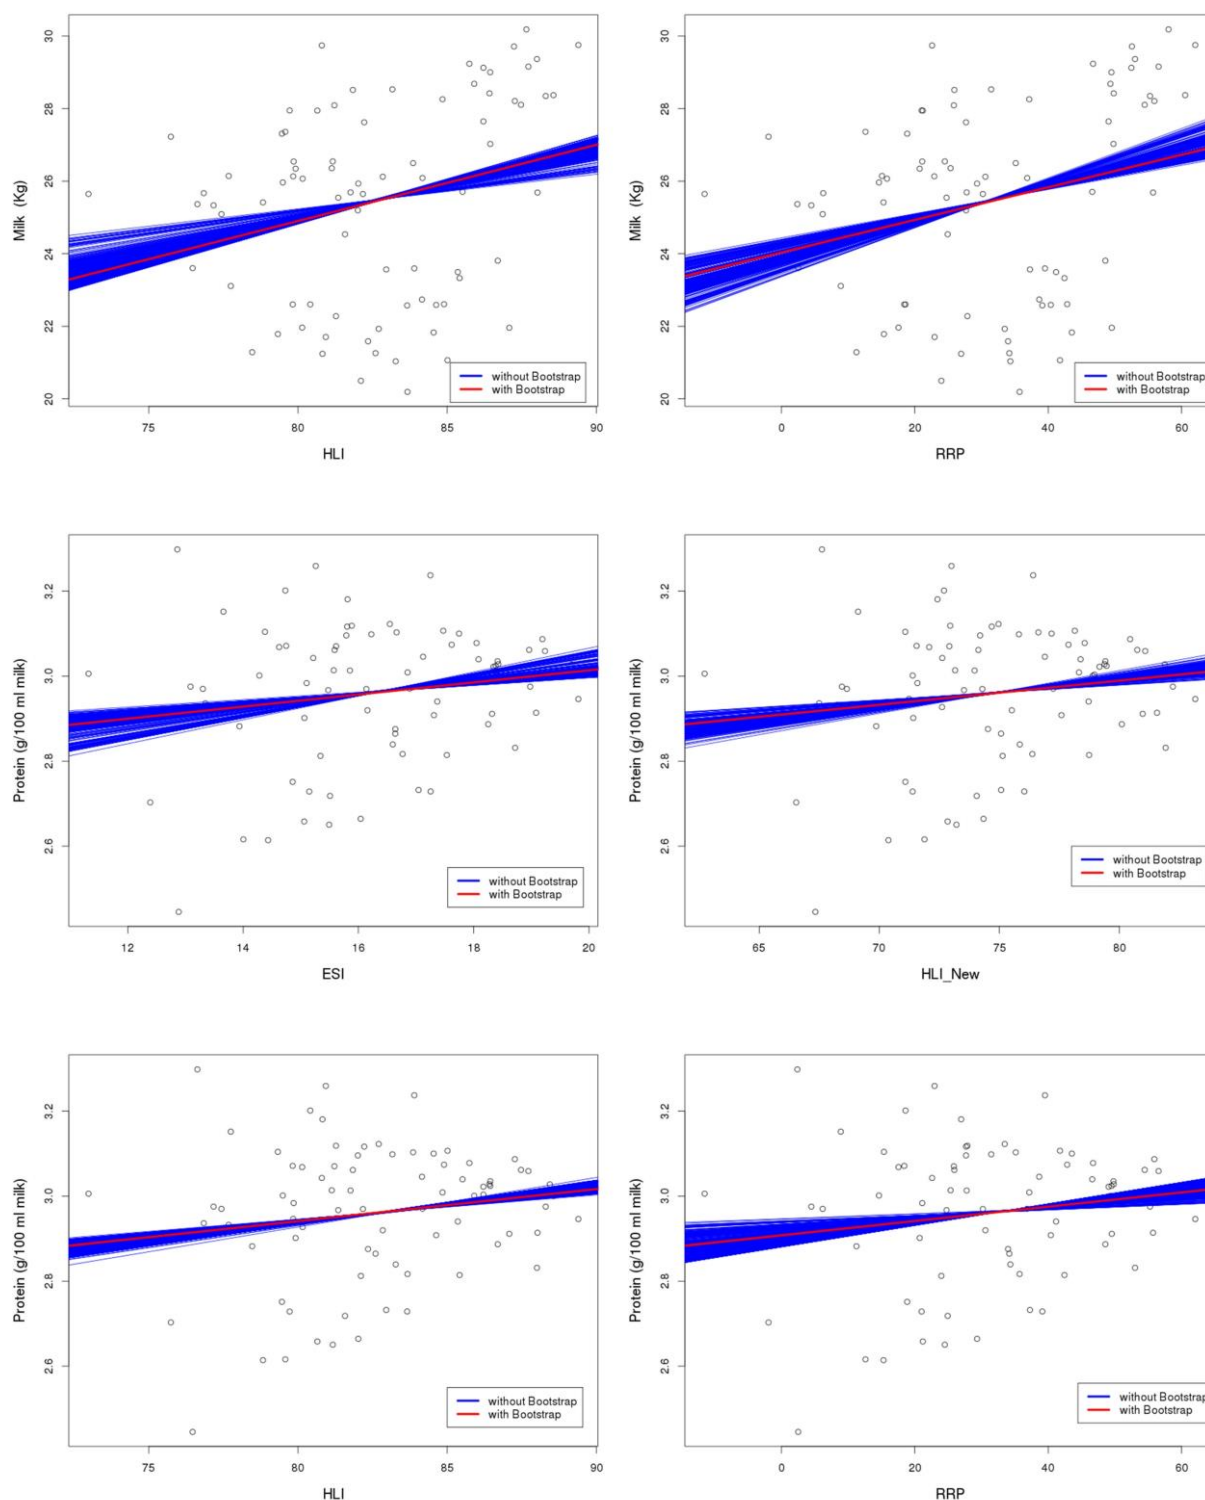 Milk (Kg)
30
28
26
24
22
20
without Bootstrap
with Bootstrap
75 80 85 90
HLI
Milk (Kg)
30
28
26
24
22
20
without Bootstrap
with Bootstrap
0 20 40 60
RRP
Protein (g/100 ml milk)
3.2
3.0
2.8
2.6
without Bootstrap
with Bootstrap
12 14 16 18 20
ESI
Protein (g/100 ml milk)
3.2
3.0
2.8
2.6
without Bootstrap
with Bootstrap
65 70 75 80
HLI_New
Protein (g/100 ml milk)
3.2
3.0
2.8
2.6
without Bootstrap
with Bootstrap
75 80 85 90
HLI
Protein (g/100 ml milk)
3.2
3.0
2.8
2.6
without Bootstrap
with Bootstrap
0 20 40 60
RRP